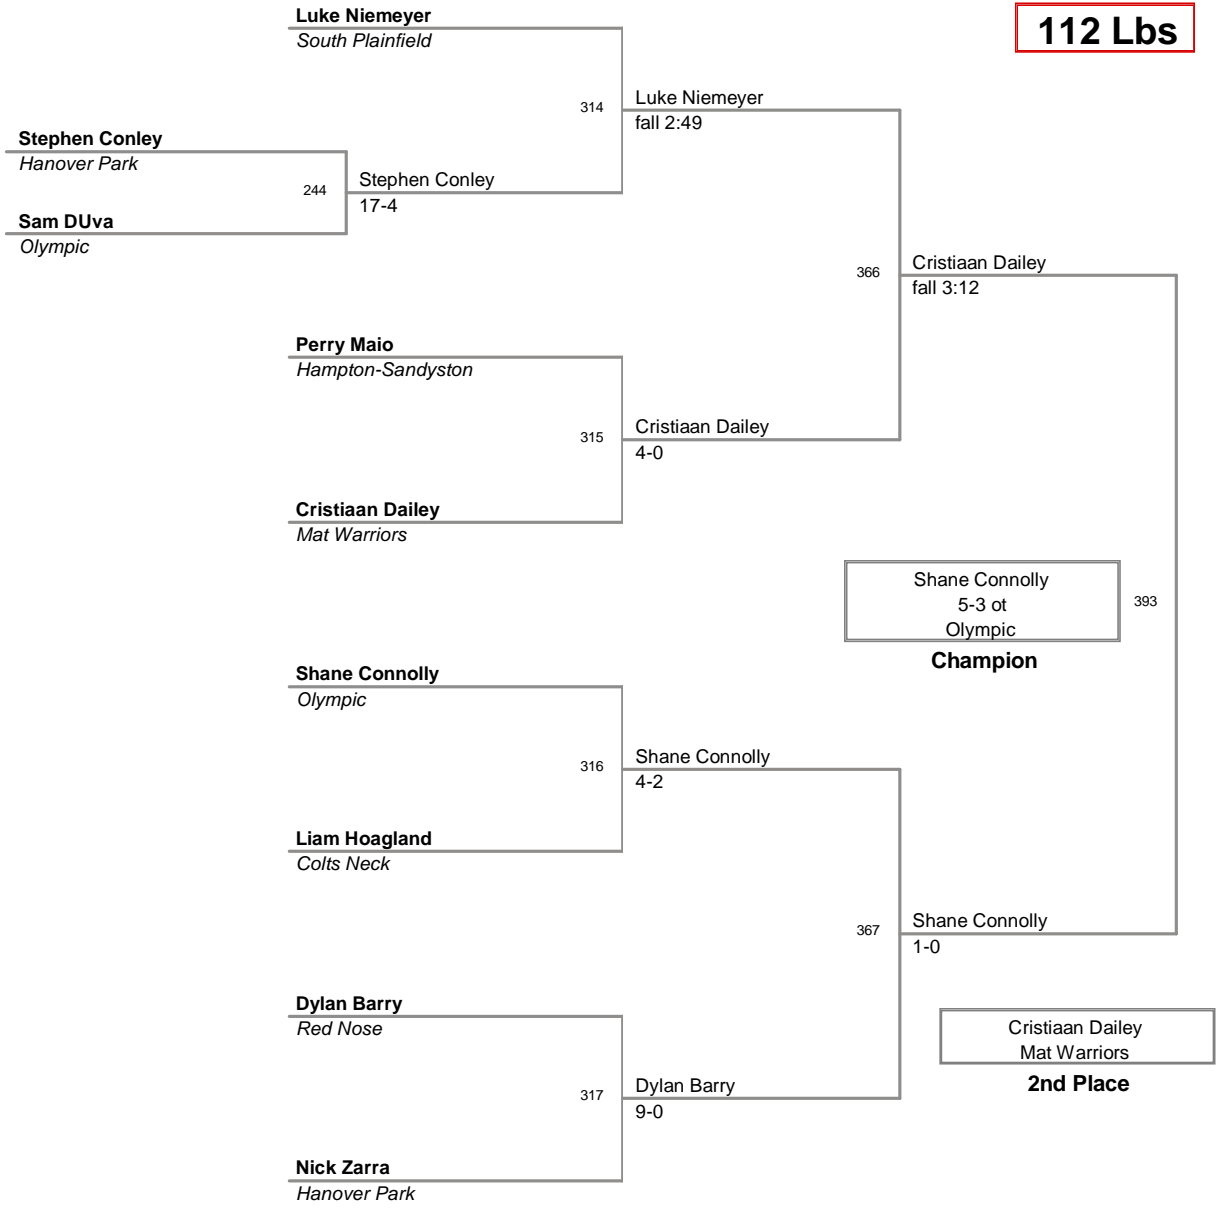 112 Lbs
Luke Niemeyer
South Plainfield
314
Luke Niemeyer
fall 2:49
Stephen Conley
Hanover Park
244
Stephen Conley
17-4
Sam DUva
Olympic
366
Cristiaan Dailey
fall 3:12
Perry Maio
Hampton-Sandyston
315
Cristiaan Dailey
4-0
Cristiaan Dailey
Mat Warriors
Shane Connolly
5-3 ot
Olympic
393
Champion
Shane Connolly
Olympic
316
Shane Connolly
4-2
Liam Hoagland
Colts Neck
367
Shane Connolly
1-0
Dylan Barry
Red Nose
Cristiaan Dailey
Mat Warriors
2nd Place
317
Dylan Barry
9-0
Nick Zarra
Hanover Park